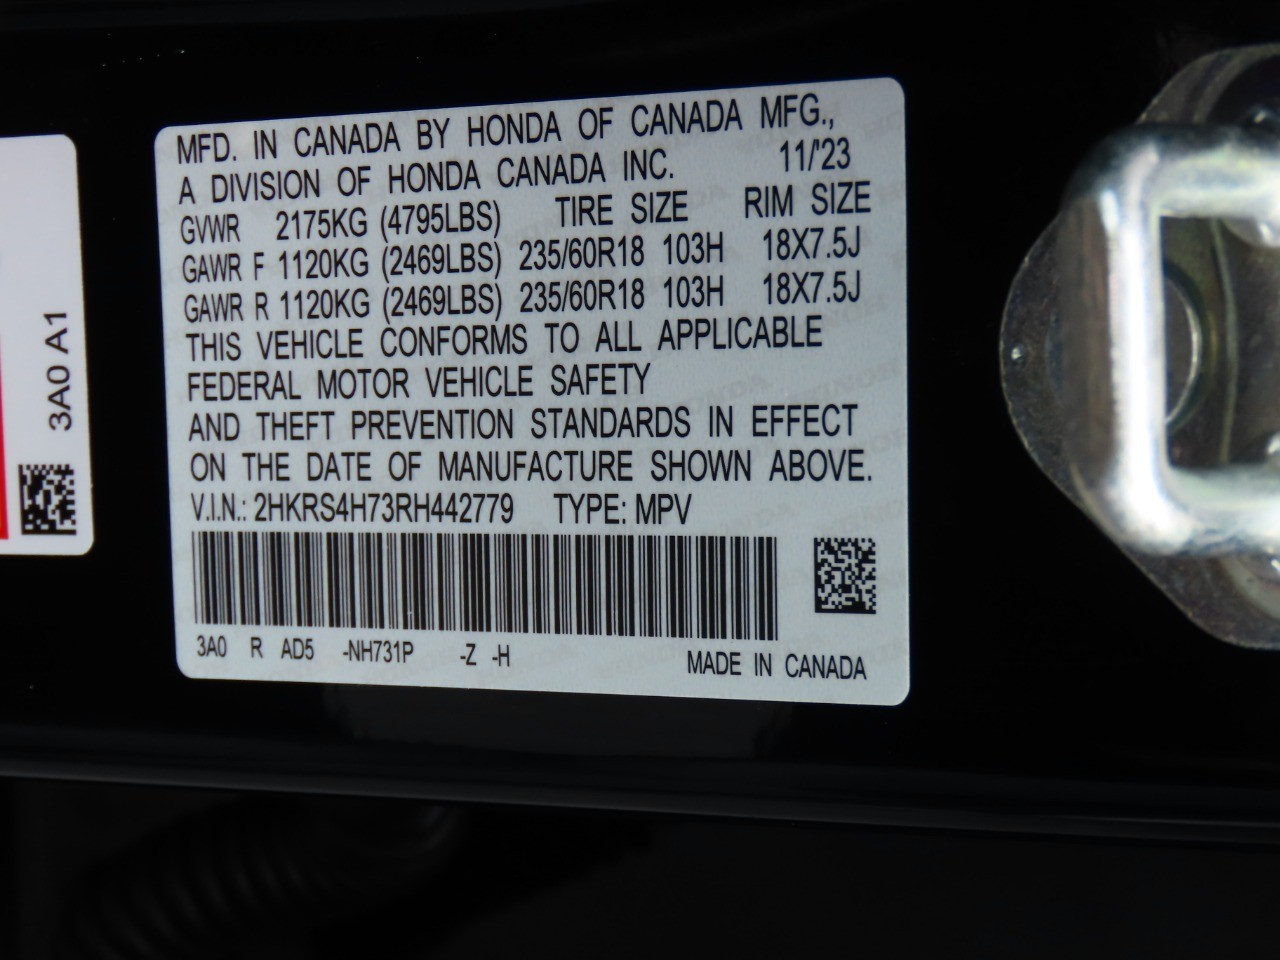 MFD. IN CANADA BY HONDA OF CANADA MFG.,
A DIVISION OF HONDA CANADA INC. 11/'23
GVWR 2175KG (4795LBS) TIRE SIZE RIM SIZE
GAWR F 1120KG (2469LBS) 235/60R18 103H 18X7.5J
GAWR R 1120KG (2469LBS) 235/60R18 103H 18X7.5J
THIS VEHICLE CONFORMS TO ALL APPLICABLE
FEDERAL MOTOR VEHICLE SAFETY
AND THEFT PREVENTION STANDARDS IN EFFECT
ON THE DATE OF MANUFACTURE SHOWN ABOVE.
V.I.N.: 2HKRS4H73RH442779 TYPE: MPV
3A0 R AD5 -NH731P -Z -H
MADE IN CANADA
3A0 A1